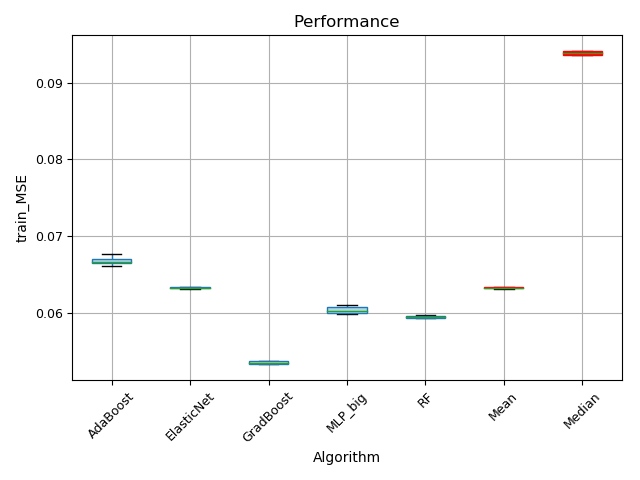 Performance
train_MSE
0.09
0.08
0.07
0.06
AdaBoost
ElasticNet
GradBoost
MLP_big
RF
Mean
Median
Algorithm